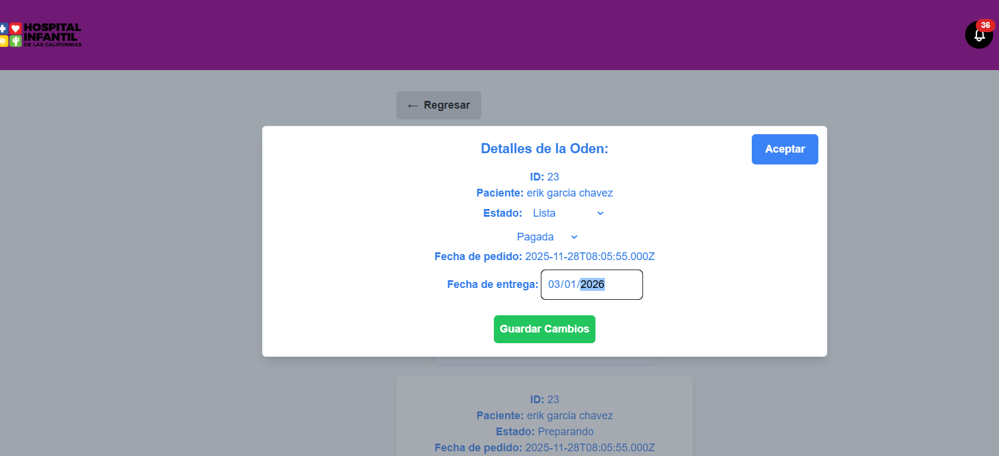 HOSPITAL
INFANTIL
DE LAS CALIFORNIAS
36
← Regresar
Detalles de la Oden:
Aceptar
ID: 23
Paciente: erik garcia chavez
Estado: Lista
Pagada
Fecha de pedido: 2025-11-28T08:05:55.000Z
Fecha de entrega: 03/01/2026
Guardar Cambios
ID: 23
Paciente: erik garcia chavez
Estado: Preparando
Fecha de pedido: 2025-11-28T08:05:55.000Z